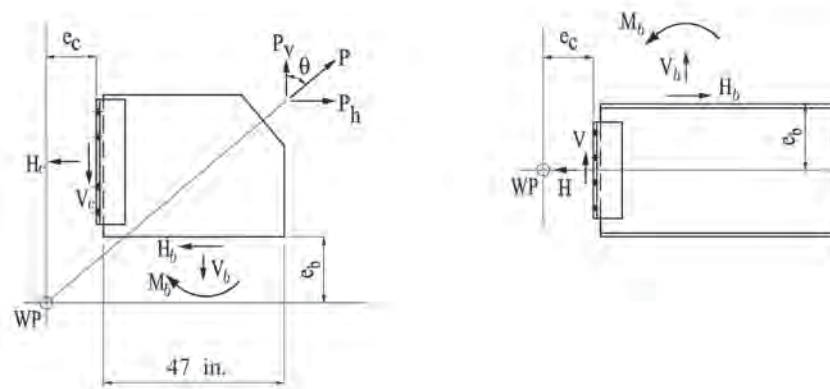 e_c
P_v
θ
P
P_h
H_c
V_c
H_b
V_b
M_b
e_b
WP
47 in.
M_b
e_c
V_b
H_b
V
e_b
WP
H